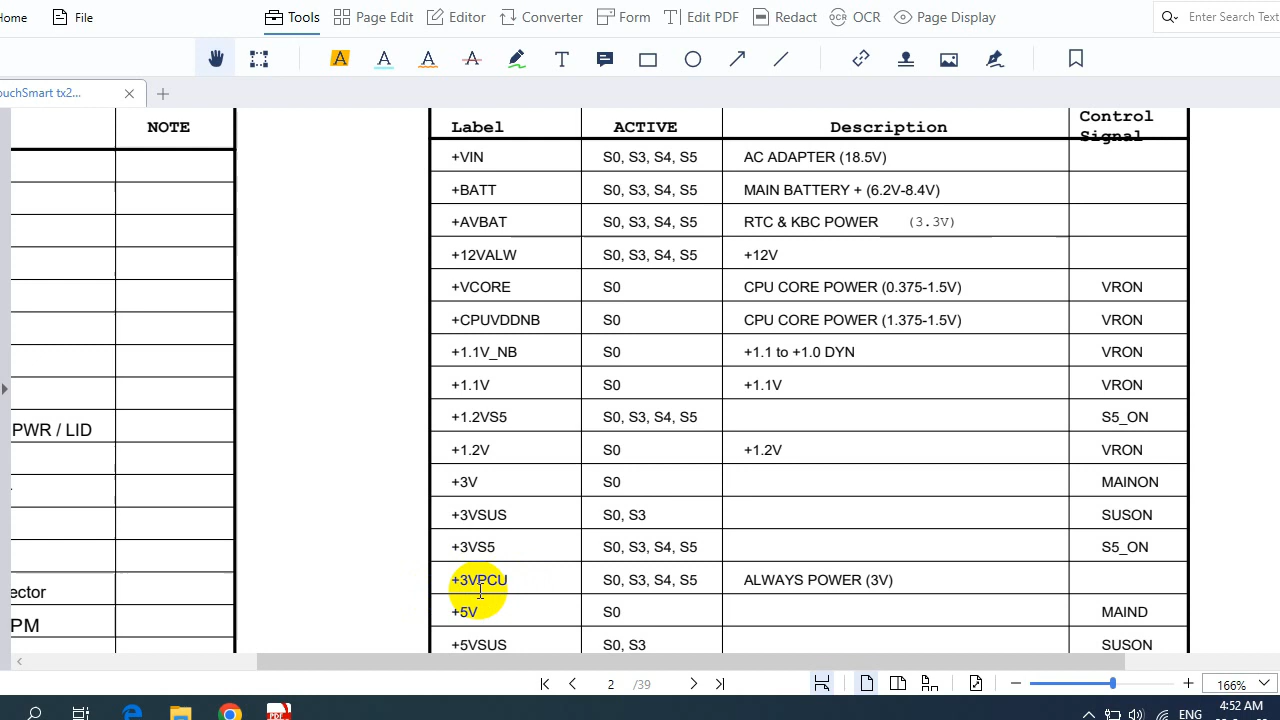 Home File Tools Page Edit Editor Converter Form Edit PDF Redact OCR OCR Page Display Enter Search Text
ouchSmart tx2...
NOTE
PWR / LID
ector
PM
Label ACTIVE Description Control Signal
+VIN S0, S3, S4, S5 AC ADAPTER (18.5V)
+BATT S0, S3, S4, S5 MAIN BATTERY + (6.2V-8.4V)
+AVBAT S0, S3, S4, S5 RTC & KBC POWER (3.3V)
+12VALW S0, S3, S4, S5 +12V
+VCORE S0 CPU CORE POWER (0.375-1.5V) VRON
+CPUVDDNB S0 CPU CORE POWER (1.375-1.5V) VRON
+1.1V_NB S0 +1.1 to +1.0 DYN VRON
+1.1V S0 +1.1V VRON
+1.2VS5 S0, S3, S4, S5 S5_ON
+1.2V S0 +1.2V VRON
+3V S0 MAINON
+3VSUS S0, S3 SUSON
+3VS5 S0, S3, S4, S5 S5_ON
+3VPCU S0, S3, S4, S5 ALWAYS POWER (3V)
+5V S0 MAIND
+5VSUS S0, S3 SUSON
2 /39 166%
ENG 4:52 AM